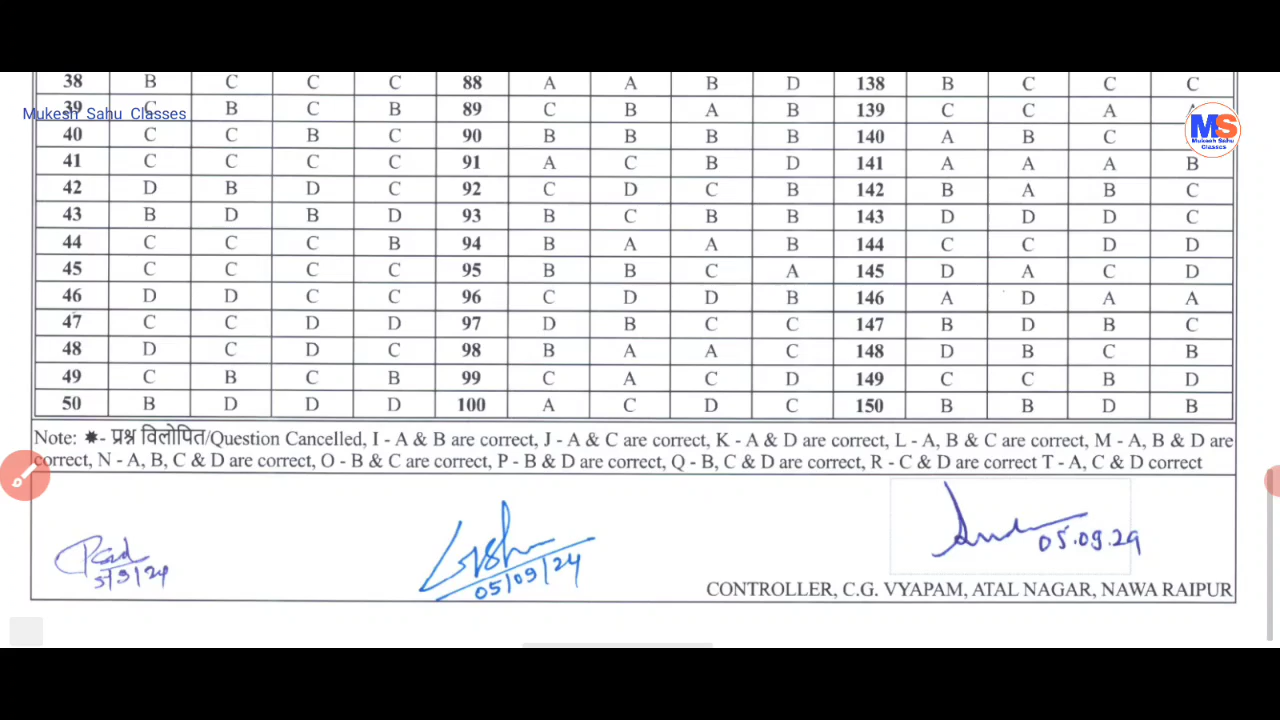 38 B C C C 88 A A B D 138 B C C C
39 C B C B 89 C B A B 139 C C A A
Mukesh Sahu Classes
MS
Mukesh Sahu
Classes
40 C C B C 90 B B B B 140 A B C
41 C C C C 91 A C B D 141 A A A B
42 D B D C 92 C D C B 142 B A B C
43 B D B D 93 B C B B 143 D D D C
44 C C C B 94 B A A B 144 C C D D
45 C C C C 95 B B C A 145 D A C D
46 D D C C 96 C D D B 146 A D A A
47 C C D D 97 D B C C 147 B D B C
48 D C D C 98 B A A C 148 D B C B
49 C B C B 99 C A C D 149 C C B D
50 B D D D 100 A C D C 150 B B D B
Note: ✷- प्रश्न विलोपित/Question Cancelled, I - A & B are correct, J - A & C are correct, K - A & D are correct, L - A, B & C are correct, M - A, B & D are
correct, N - A, B, C & D are correct, O - B & C are correct, P - B & D are correct, Q - B, C & D are correct, R - C & D are correct T - A, C & D correct
5/9/24
05/09/24
05.09.24
CONTROLLER, C.G. VYAPAM, ATAL NAGAR, NAWA RAIPUR